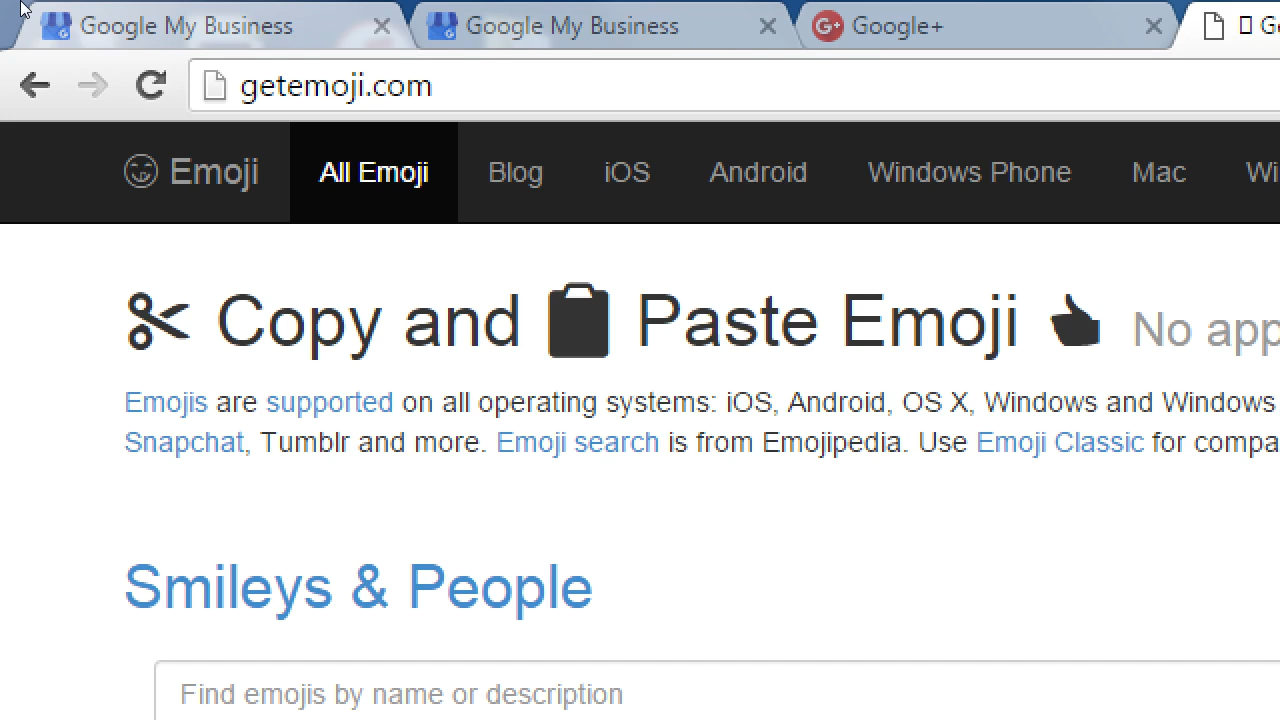 Google My Business Google My Business Google+
getemoji.com
Emoji All Emoji Blog iOS Android Windows Phone Mac
Copy and Paste Emoji No app
Emojis are supported on all operating systems: iOS, Android, OS X, Windows and Windows
Snapchat, Tumblr and more. Emoji search is from Emojipedia. Use Emoji Classic for compa
Smileys & People
Find emojis by name or description